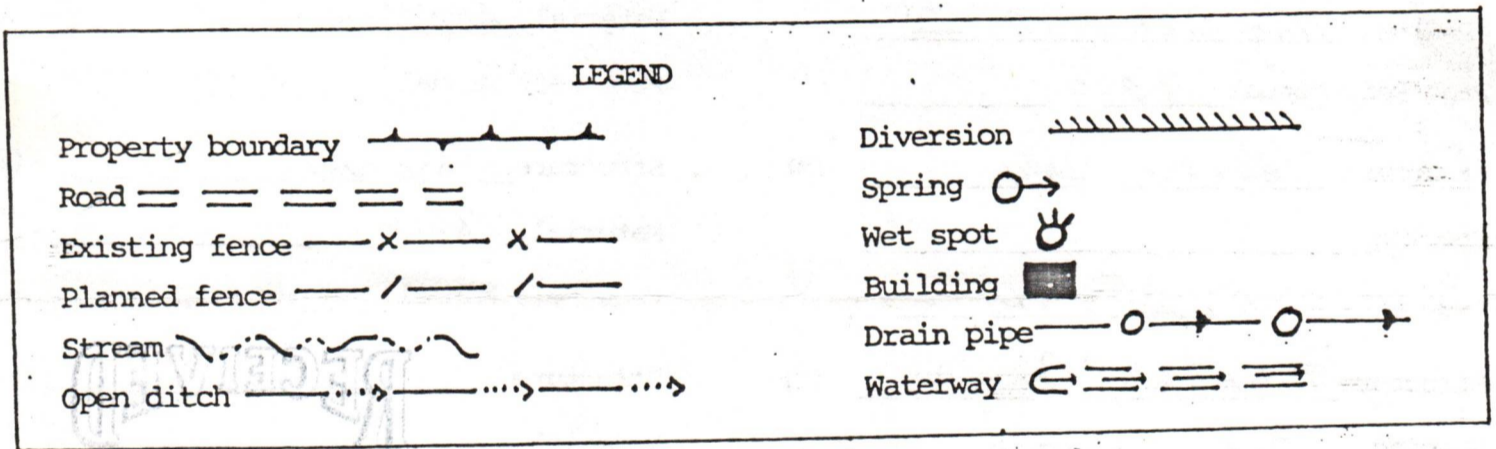 LEGEND
Property boundary
Road
Existing fence
Planned fence
Stream
Open ditch
Diversion
Spring
Wet spot
Building
Drain pipe
Waterway
RECEIVED